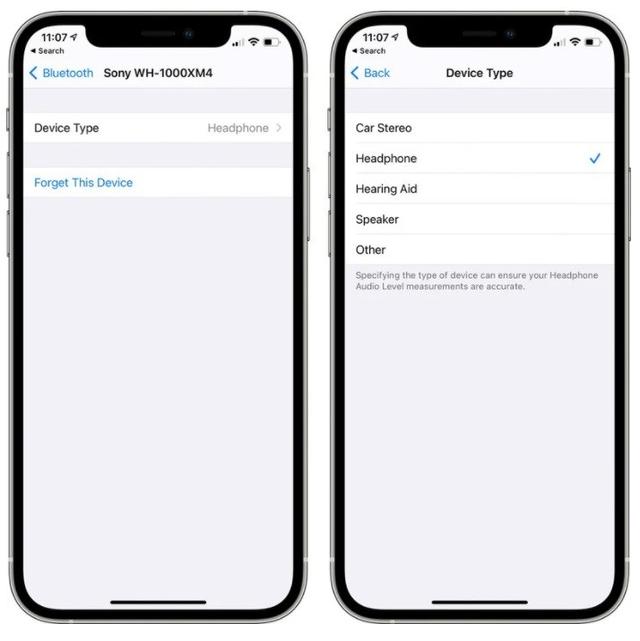 11:07
Search
Bluetooth
Sony WH-1000XM4
Device Type
Headphone
Forget This Device
11:07
Search
Back
Device Type
Car Stereo
Headphone
Hearing Aid
Speaker
Other
Specifying the type of device can ensure your Headphone
Audio Level measurements are accurate.